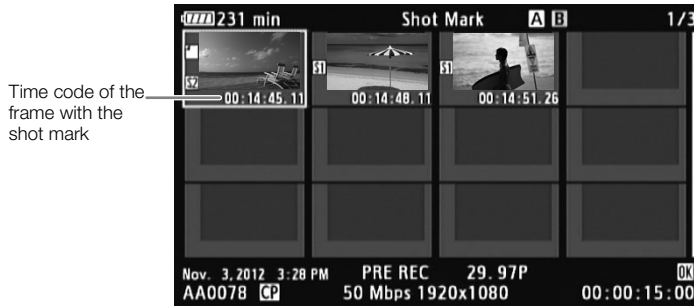 231 min Shot Mark A B 1/3
Time code of the
frame with the
shot mark
S2 S1 S1
00:14:45.11 00:14:48.11 00:14:51.26
Nov. 3,2012 3:28 PM PRE REC 29.97P OK
AA0078 CP 50 Mbps 1920x1080 00:00:15:00